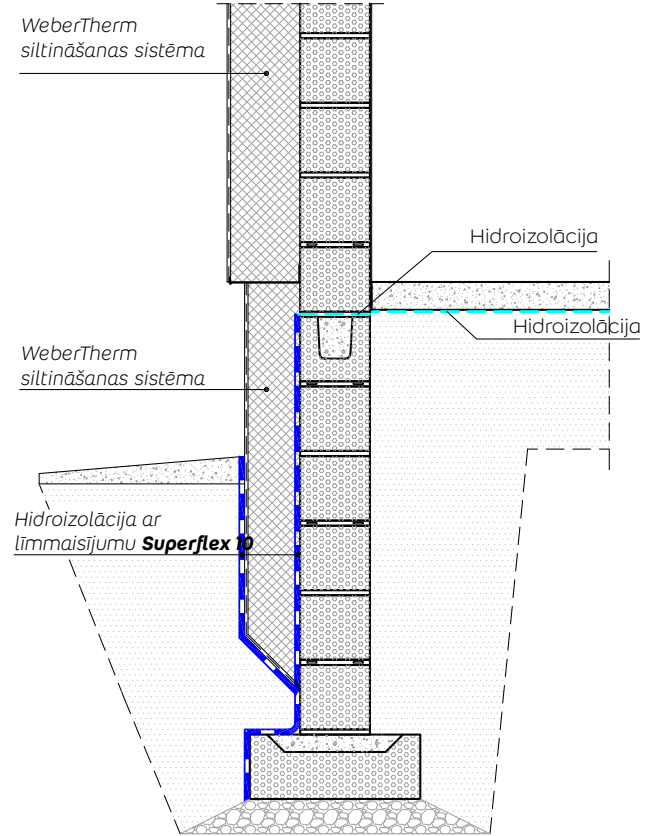 WeberTherm
siltināšanas sistēma
Hidroizolācija
Hidroizolācija
WeberTherm
siltināšanas sistēma
Hidroizolācija ar
līmmaisījumu Superflex 10